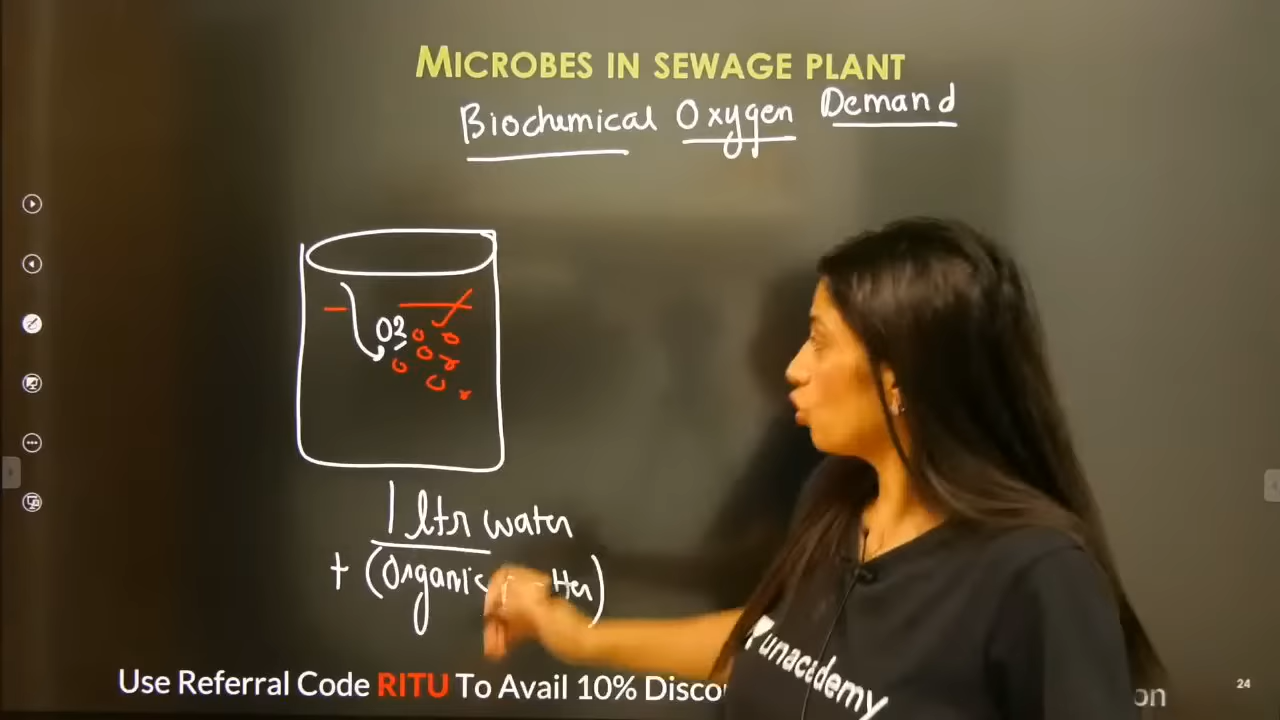 MICROBES IN SEWAGE PLANT
Biochemical Oxygen Demand
O2
1 ltr water
+ (Organic
unacademy
Use Referral Code RITU To Avail 10%
24